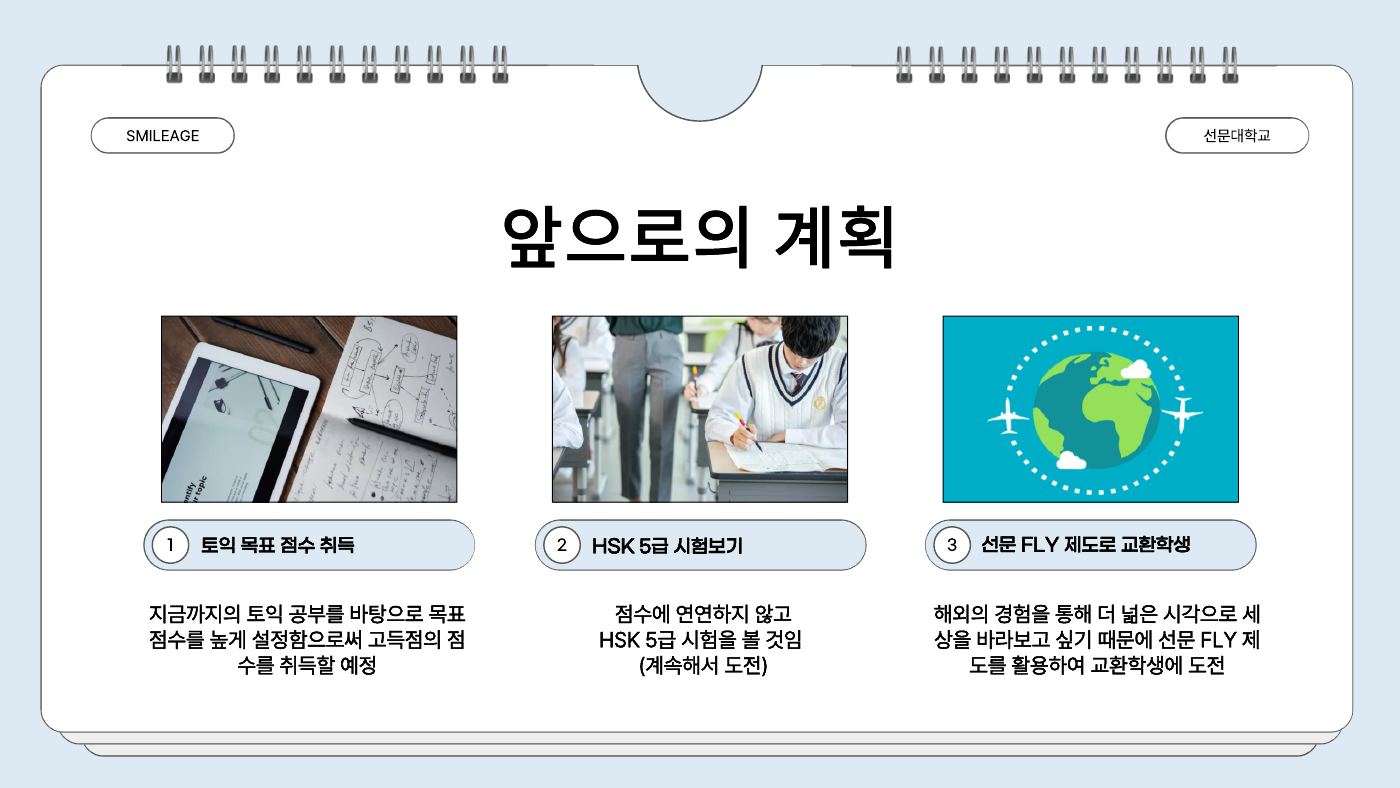 SMILEAGE
선문대학교
앞으로의 계획
1 토익 목표 점수 취득
2 HSK 5급 시험보기
3 선문 FLY 제도로 교환학생
지금까지의 토익 공부를 바탕으로 목표
점수를 높게 설정함으로써 고득점의 점
수를 취득할 예정
점수에 연연하지 않고
HSK 5급 시험을 볼 것임
(계속해서 도전)
해외의 경험을 통해 더 넓은 시각으로 세
상을 바라보고 싶기 때문에 선문 FLY 제
도를 활용하여 교환학생에 도전